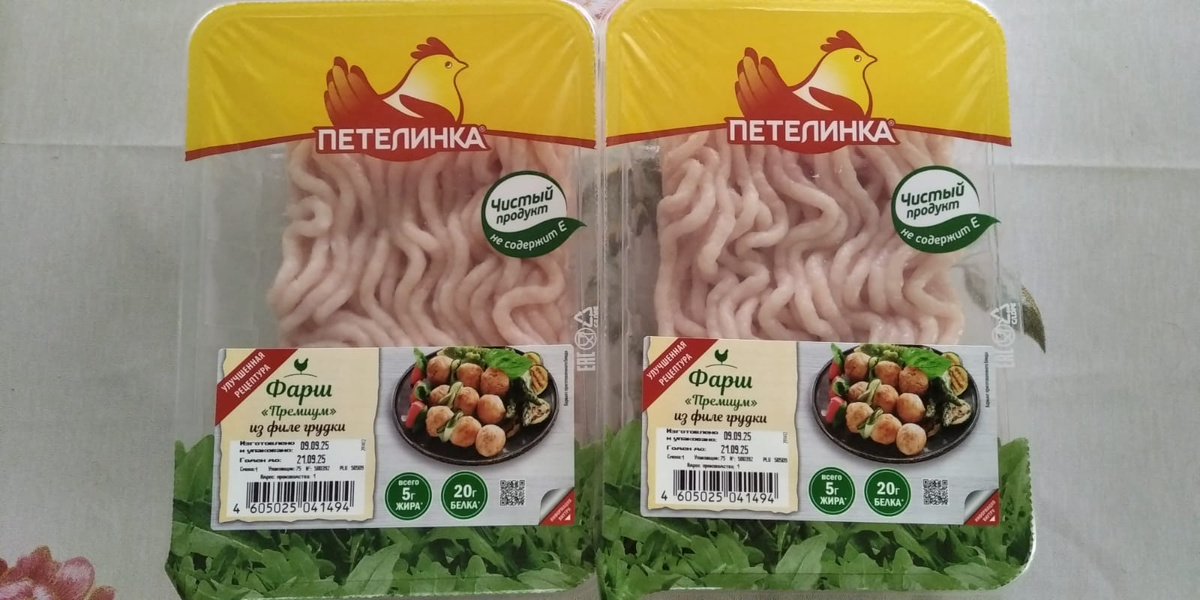 ПЕТЕЛИНКА®
Чистый
продукт
не содержит Е
УЛУЧШЕННАЯ
РЕЦЕПТУРА
Фарш
«Премиум»
из филе грудки
Изготовлено
и упаковано: 09.09.25
Годен до: 21.09.25
4 605025 041494
всего
5г
ЖИРА*
20г
БЕЛКА*
ПЕТЕЛИНКА®
Чистый
продукт
не содержит Е
УЛУЧШЕННАЯ
РЕЦЕПТУРА
Фарш
«Премиум»
из филе грудки
Изготовлено
и упаковано: 09.09.25
Годен до: 21.09.25
4 605025 041494
всего
5г
ЖИРА*
20г
БЕЛКА*